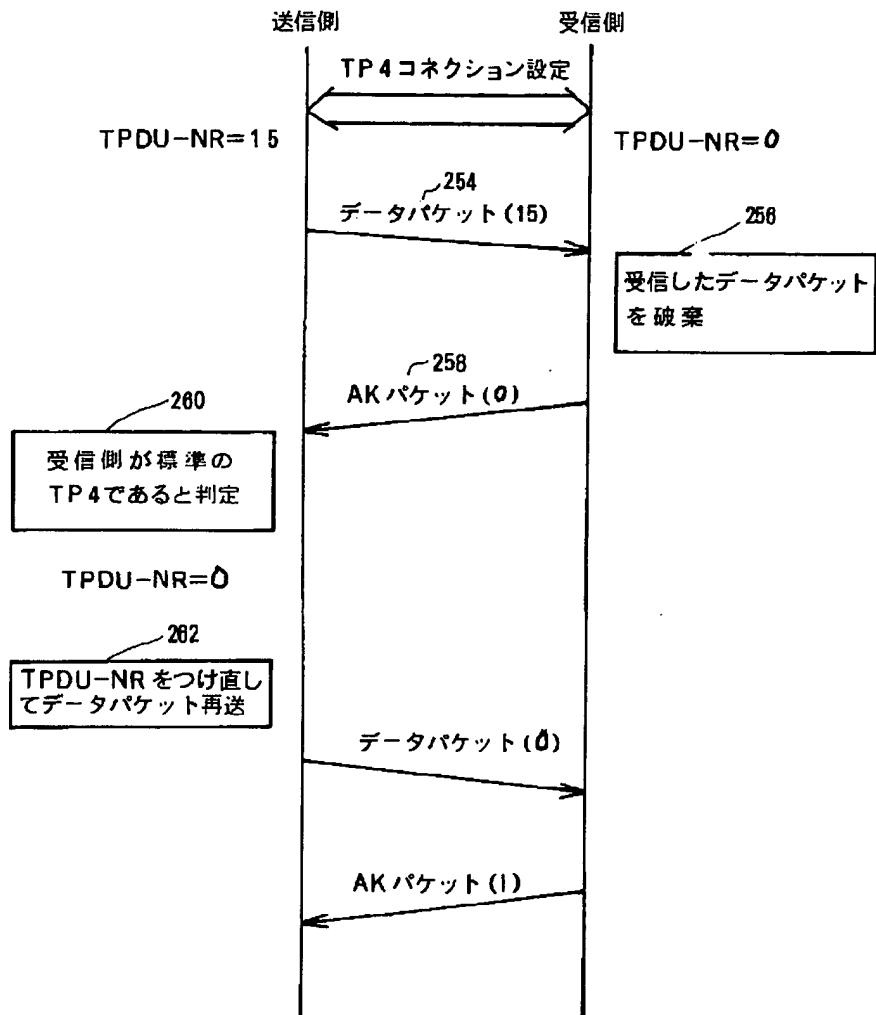 送信側
受信側
TP4コネクション設定
TPDU-NR=15
TPDU-NR=0
254
データパケット(15)
256
受信したデータパケット
を破棄
258
AKパケット(0)
260
受信側が標準の
TP4であると判定
TPDU-NR=0
262
TPDU-NRをつけ直し
てデータパケット再送
データパケット(0)
AKパケット(1)